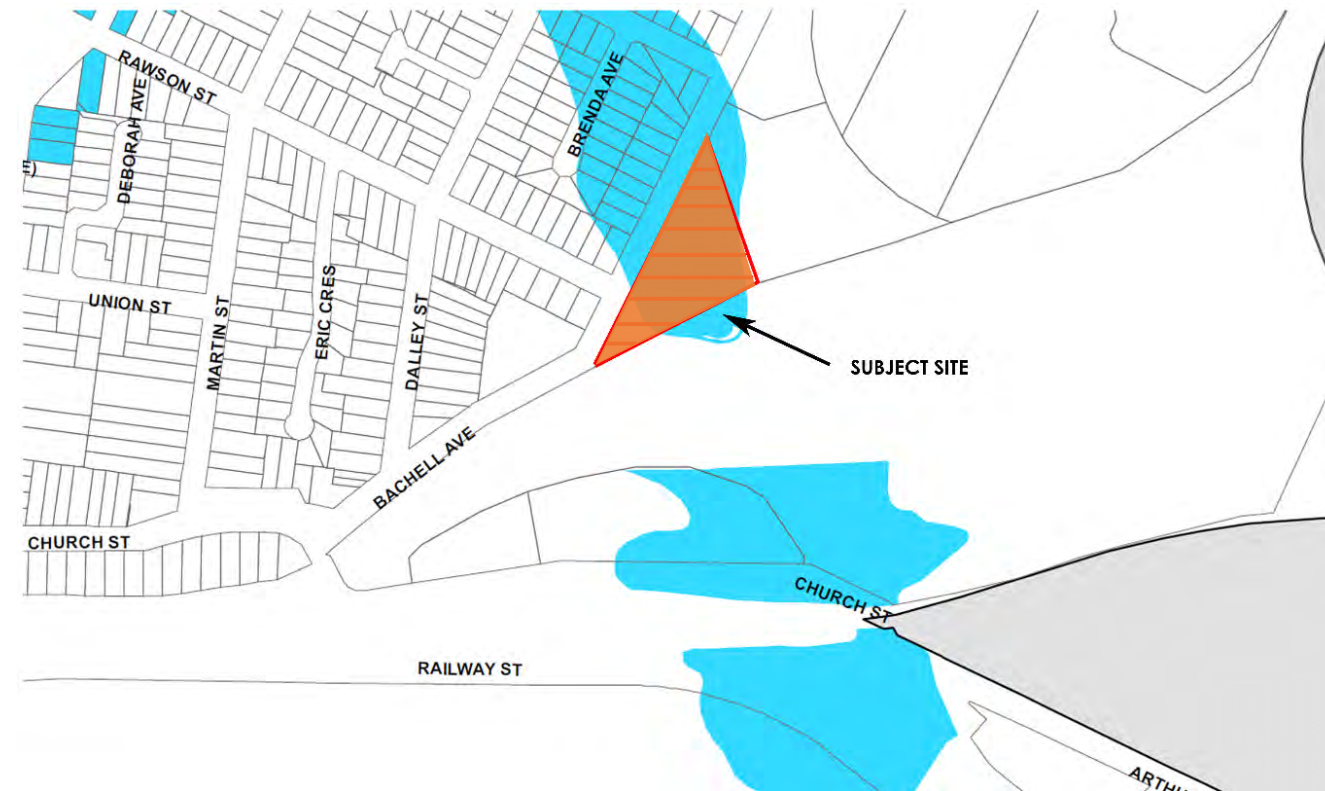 RAWSON ST
DEBORAH AVE
BRENDA AVE
E)
UNION ST
MARTIN ST
ERIC CRES
DALLEY ST
SUBJECT SITE
BACHELL AVE
CHURCH ST
CHURCH ST
RAILWAY ST
ARTHU